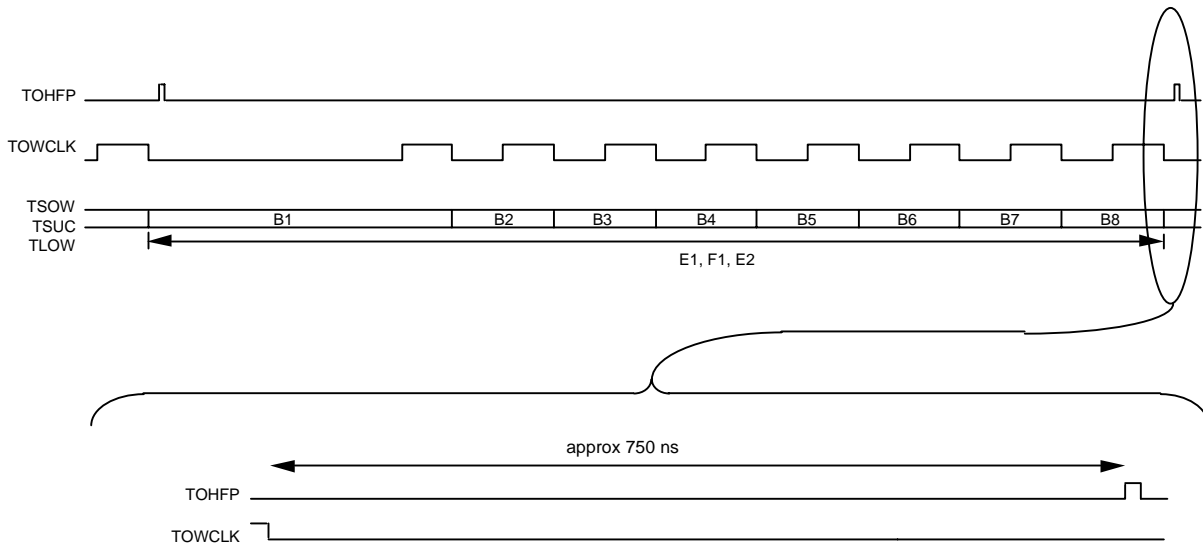 TOHFP
TOWCLK
TSOW
TSUC
TLOW
B1 B2 B3 B4 B5 B6 B7 B8
E1, F1, E2
approx 750 ns
TOHFP
TOWCLK